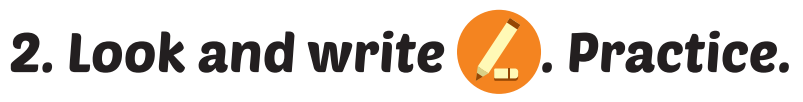 2. Look and write . Practice.